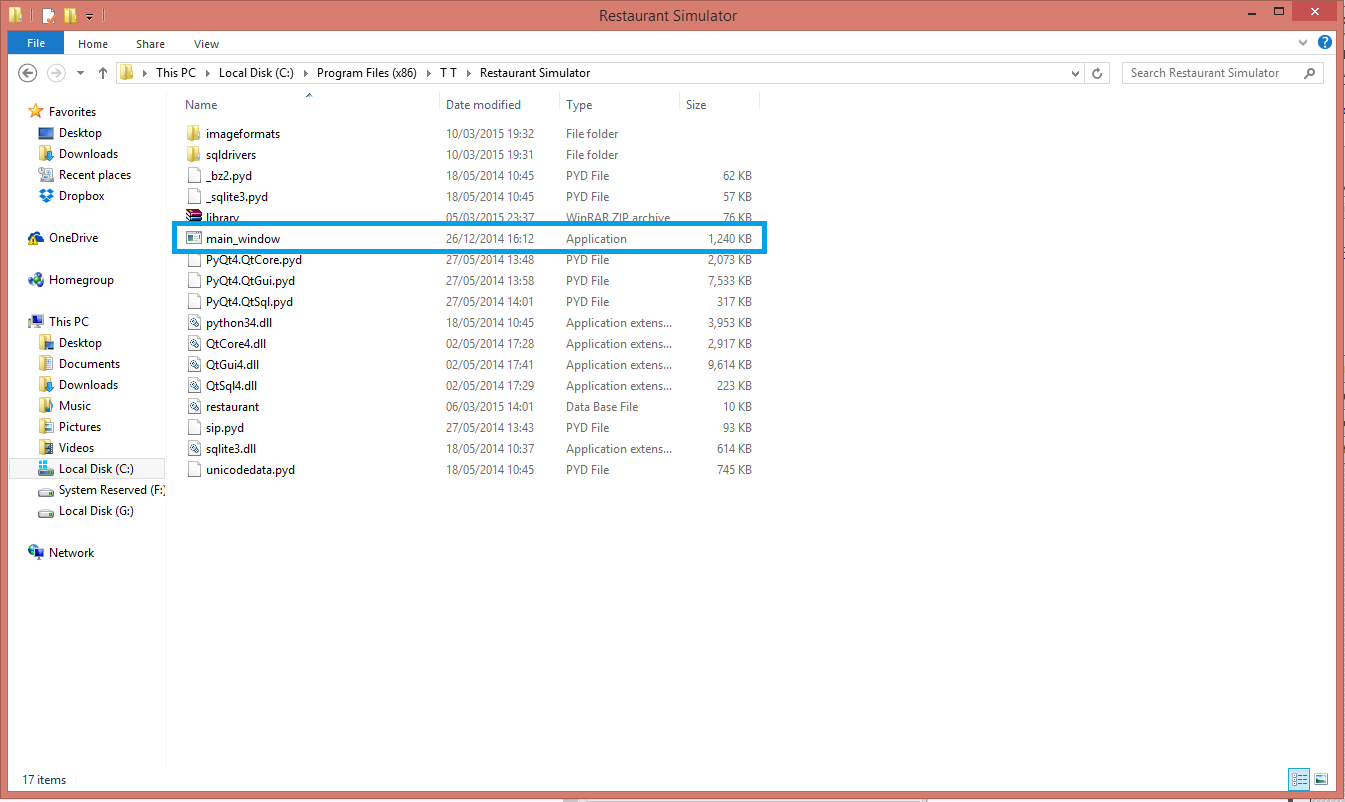 Restaurant Simulator
File Home Share View
This PC Local Disk (C:) Program Files (x86) T T Restaurant Simulator Search Restaurant Simulator
Favorites
Desktop
Downloads
Recent places
Dropbox
OneDrive
Homegroup
This PC
Desktop
Documents
Downloads
Music
Pictures
Videos
Local Disk (C:)
System Reserved (F:)
Local Disk (G:)
Network
Name Date modified Type Size
imageformats 10/03/2015 19:32 File folder
sqldrivers 10/03/2015 19:31 File folder
_bz2.pyd 18/05/2014 10:45 PYD File 62 KB
_sqlite3.pyd 18/05/2014 10:45 PYD File 57 KB
library 05/03/2015 23:37 WinRAR ZIP archive 76 KB
main_window 26/12/2014 16:12 Application 1,240 KB
PyQt4.QtCore.pyd 27/05/2014 13:48 PYD File 2,073 KB
PyQt4.QtGui.pyd 27/05/2014 13:58 PYD File 7,533 KB
PyQt4.QtSql.pyd 27/05/2014 14:01 PYD File 317 KB
python34.dll 18/05/2014 10:45 Application extens... 3,953 KB
QtCore4.dll 02/05/2014 17:28 Application extens... 2,917 KB
QtGui4.dll 02/05/2014 17:41 Application extens... 9,614 KB
QtSql4.dll 02/05/2014 17:29 Application extens... 223 KB
restaurant 06/03/2015 14:01 Data Base File 10 KB
sip.pyd 27/05/2014 13:43 PYD File 93 KB
sqlite3.dll 18/05/2014 10:37 Application extens... 614 KB
unicodedata.pyd 18/05/2014 10:45 PYD File 745 KB
17 items